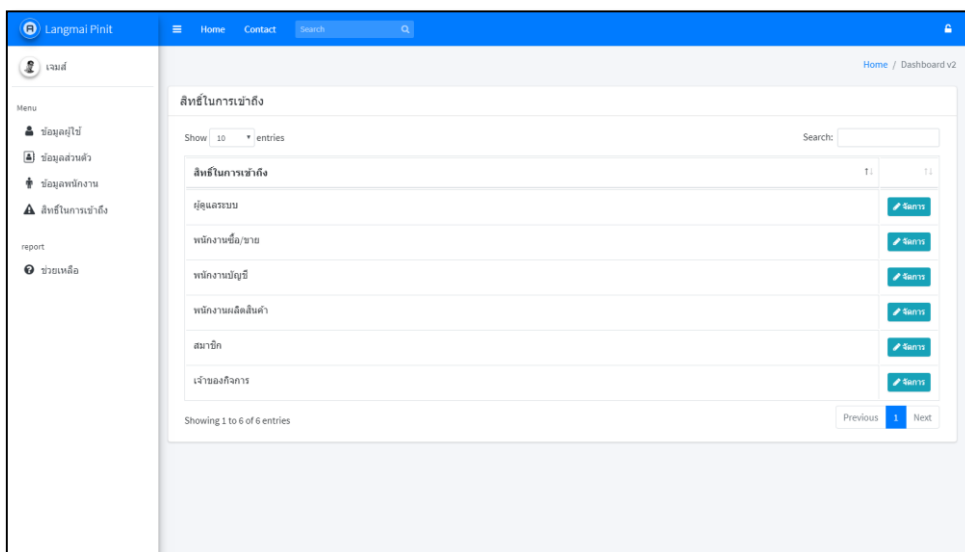 Langmai Pinit
Home Contact Search
เจมส์
Home / Dashboard v2
Menu
ข้อมูลผู้ใช้
ข้อมูลส่วนตัว
ข้อมูลพนักงาน
สิทธิ์ในการเข้าถึง
report
ช่วยเหลือ
สิทธิ์ในการเข้าถึง
Show 10 entries Search:
สิทธิ์ในการเข้าถึง
ผู้ดูแลระบบ จัดการ
พนักงานซื้อ/ขาย จัดการ
พนักงานบัญชี จัดการ
พนักงานผลิตสินค้า จัดการ
สมาชิก จัดการ
เจ้าของกิจการ จัดการ
Showing 1 to 6 of 6 entries Previous 1 Next